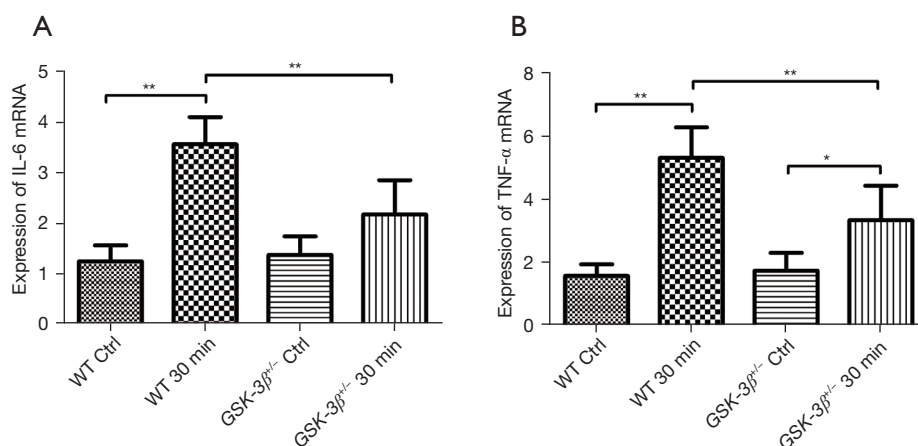 A
Expression of IL-6 mRNA
5
4
3
2
1
0
**
**
WT Ctrl
WT 30 min
GSK-3β+/– Ctrl
GSK-3β+/– 30 min
B
Expression of TNF-α mRNA
8
6
4
2
0
**
**
*
WT Ctrl
WT 30 min
GSK-3β+/– Ctrl
GSK-3β+/– 30 min